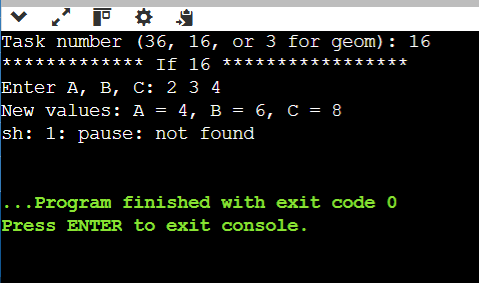 Task number (36, 16, or 3 for geom): 16
************* If 16 *****************
Enter A, B, C: 2 3 4
New values: A = 4, B = 6, C = 8
sh: 1: pause: not found
...Program finished with exit code 0
Press ENTER to exit console.